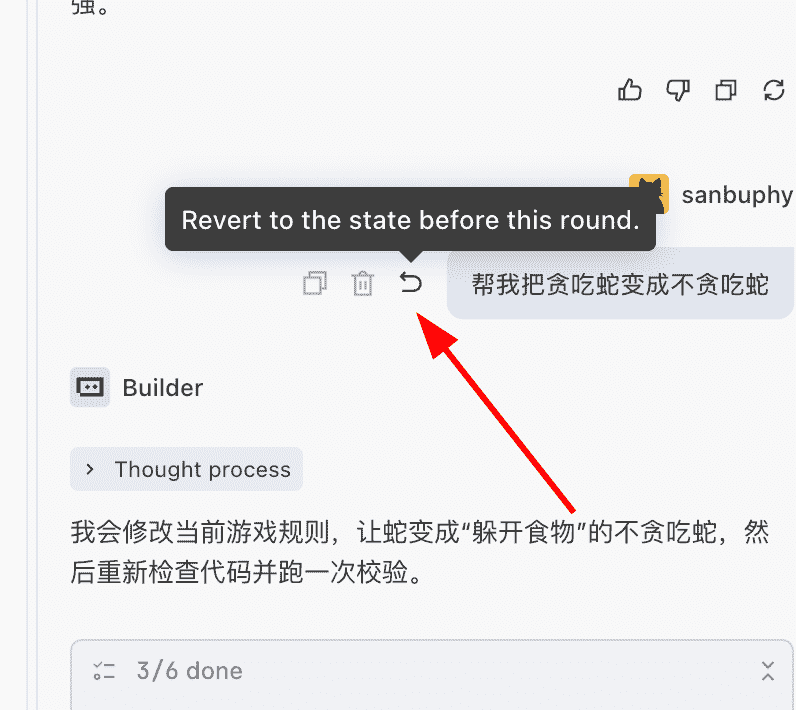 强。
sanbuphy
Revert to the state before this round.
帮我把贪吃蛇变成不贪吃蛇
Builder
Thought process
我会修改当前游戏规则，让蛇变成“躲开食物”的不贪吃蛇，然
后重新检查代码并跑一次校验。
3/6 done